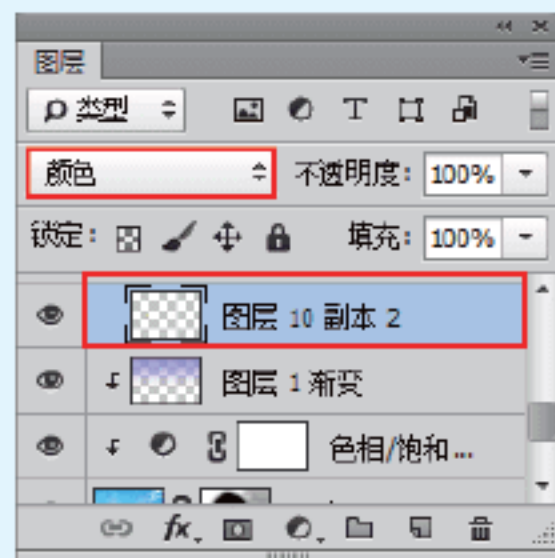 图层
类型
颜色 不透明度: 100%
锁定: 填充: 100%
图层 10 副本 2
图层 1 渐变
色相/饱和...
fx.